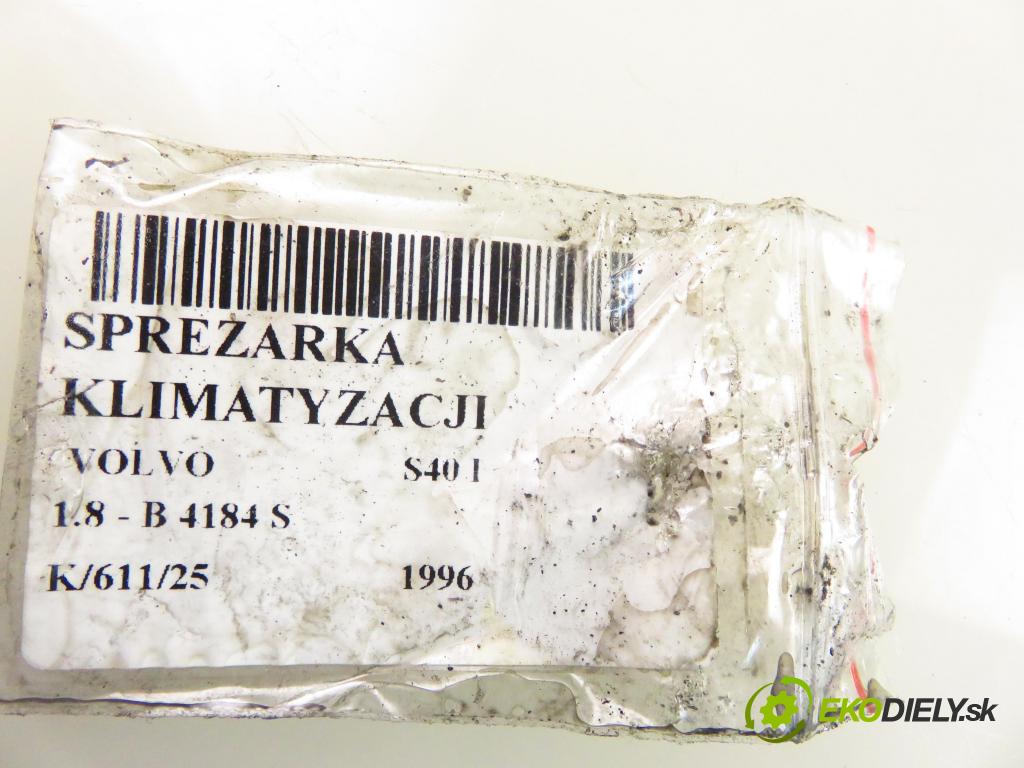 SPREZARKA
KLIMATYZACJI
VOLVO S40 I
1.8 - B 4184 S
K/611/25 1996
EKODIELY.sk